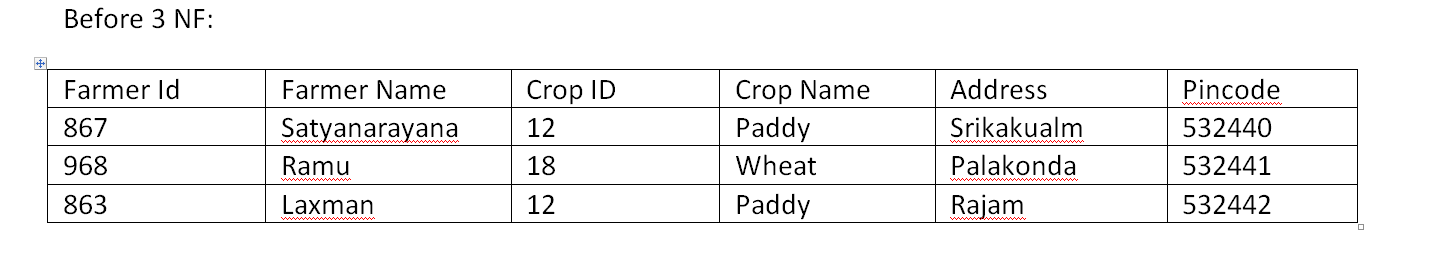 Before 3 NF:
Farmer Id Farmer Name Crop ID Crop Name Address Pincode
867 Satyanarayana 12 Paddy Srikakualm 532440
968 Ramu 18 Wheat Palakonda 532441
863 Laxman 12 Paddy Rajam 532442